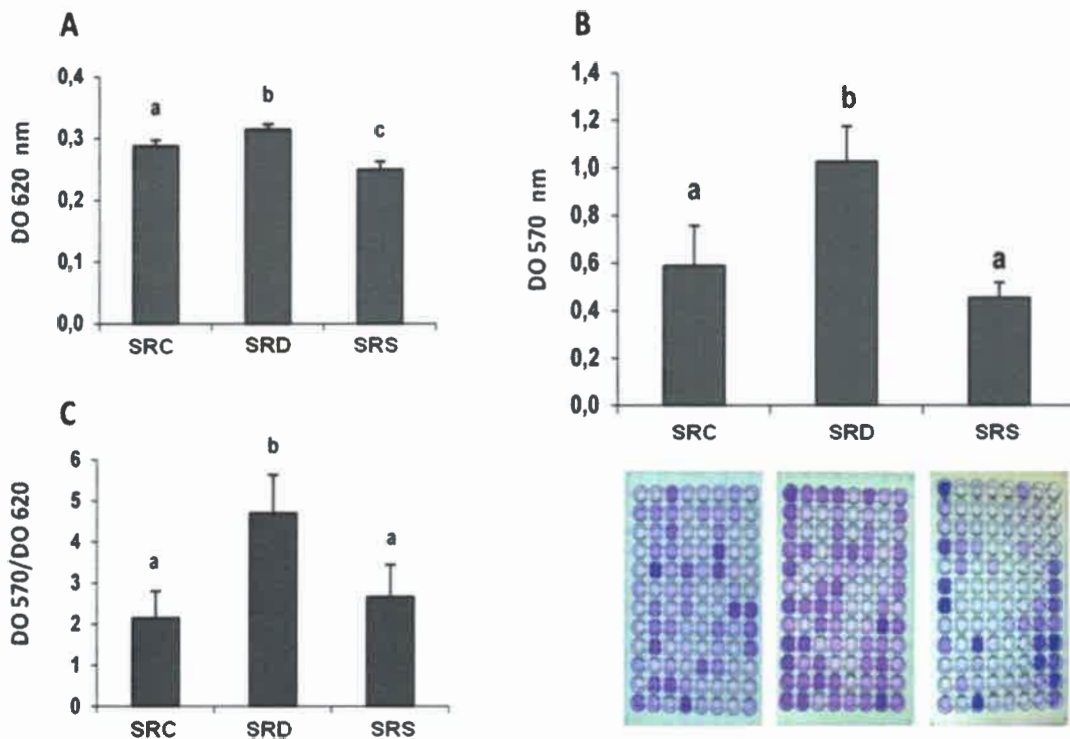 A
0,4
0,3
0,2
0,1
0,0
DO 620 nm
a
b
c
SRC
SRD
SRS
B
1,4
1,2
1,0
0,8
0,6
0,4
0,2
0,0
DO 570 nm
a
b
a
SRC
SRD
SRS
C
6
5
4
3
2
1
0
DO 570/DO 620
a
b
a
SRC
SRD
SRS